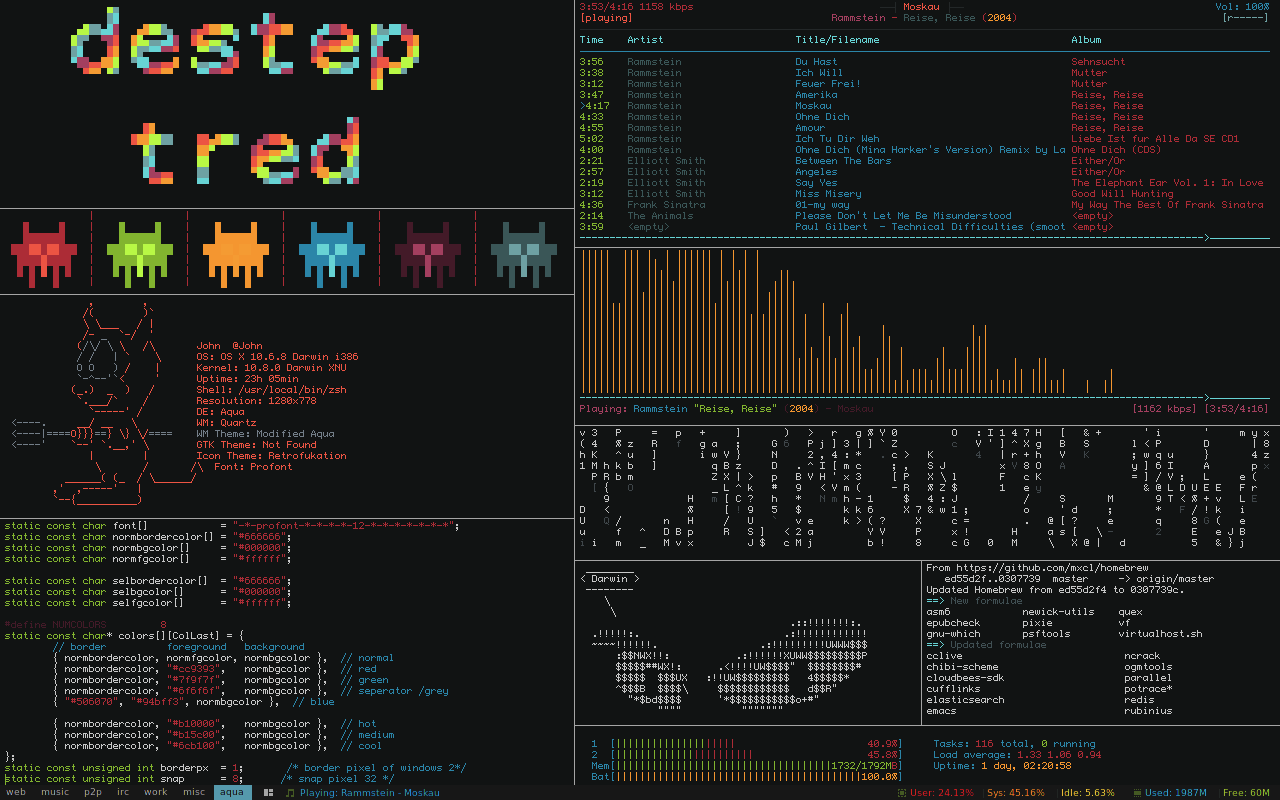 destep
tred
John  @John
OS: OS X 10.6.8 Darwin i386
Kernel: 10.8.0 Darwin XNU
Uptime: 23h 05min
Shell: /usr/local/bin/zsh
Resolution: 1280x778
DE: Aqua
WM: Quartz
WM Theme: Modified Aqua
GTK Theme: Not Found
Icon Theme: Retrofukation
Font: Profont
static const char font[]            = "-*-profont-*-*-*-*-12-*-*-*-*-*-*-*";
static const char normbordercolor[] = "#666666";
static const char normbgcolor[]     = "#000000";
static const char normfgcolor[]     = "#ffffff";
static const char selbordercolor[]  = "#666666";
static const char selbgcolor[]      = "#000000";
static const char selfgcolor[]      = "#ffffff";
#define NUMCOLORS         8
static const char* colors[][ColLast] = {
// border          foreground   background
{ normbordercolor, normfgcolor, normbgcolor },  // normal
{ normbordercolor, "#cc9393",   normbgcolor },  // red
{ normbordercolor, "#7f9f7f",   normbgcolor },  // green
{ normbordercolor, "#6f6f6f",   normbgcolor },  // seperator /grey
{ "#506070", "#94bff3", normbgcolor },  // blue
{ normbordercolor, "#b10000",   normbgcolor },  // hot
{ normbordercolor, "#b15c00",   normbgcolor },  // medium
{ normbordercolor, "#6cb100",   normbgcolor },  // cool
};
static const unsigned int borderpx  = 1;       /* border pixel of windows 2*/
static const unsigned int snap      = 8;       /* snap pixel 32 */
3:53/4:16 1158 kbps Moskau Vol: 100%
[playing] Rammstein - Reise, Reise (2004) [r-----]
Time Artist Title/Filename Album
3:56 Rammstein Du Hast Sehnsucht
3:38 Rammstein Ich Will Mutter
3:12 Rammstein Feuer Frei! Mutter
3:47 Rammstein Amerika Reise, Reise
>4:17 Rammstein Moskau Reise, Reise
4:33 Rammstein Ohne Dich Reise, Reise
4:55 Rammstein Amour Reise, Reise
5:02 Rammstein Ich Tu Dir Weh Liebe Ist fur Alle Da SE CD1
4:00 Rammstein Ohne Dich (Mina Harker's Version) Remix by La Ohne Dich (CDS)
2:21 Elliott Smith Between The Bars Either/Or
2:57 Elliott Smith Angeles Either/Or
2:19 Elliott Smith Say Yes The Elephant Ear Vol. 1: In Love
3:12 Elliott Smith Miss Misery Good Will Hunting
4:36 Frank Sinatra 01-my way My Way The Best Of Frank Sinatra
2:14 The Animals Please Don't Let Me Be Misunderstood <empty>
3:59 <empty> Paul Gilbert  - Technical Difficulties (smoot <empty>
Playing: Rammstein "Reise, Reise" (2004) - Moskau [1162 kbps] [3:53/4:16]
< Darwin >
From https://github.com/mxcl/homebrew
ed55d2f..0307739  master     -> origin/master
Updated Homebrew from ed55d2f4 to 0307739c.
==> New formulae
asm6 newick-utils quex
epubcheck pixie vf
gnu-which psftools virtualhost.sh
==> Updated formulae
cclive ncrack
chibi-scheme ogmtools
cloudbees-sdk parallel
cufflinks potrace*
elasticsearch redis
emacs rubinius
1 40.9% Tasks: 116 total, 0 running
2 45.8% Load average: 1.33 1.06 0.94
Mem 1732/1792MB Uptime: 1 day, 02:20:58
Bat 100.0%
web music p2p irc work misc aqua Playing: Rammstein - Moskau User: 24.13% Sys: 45.16% Idle: 5.63% Used: 1987M Free: 60M